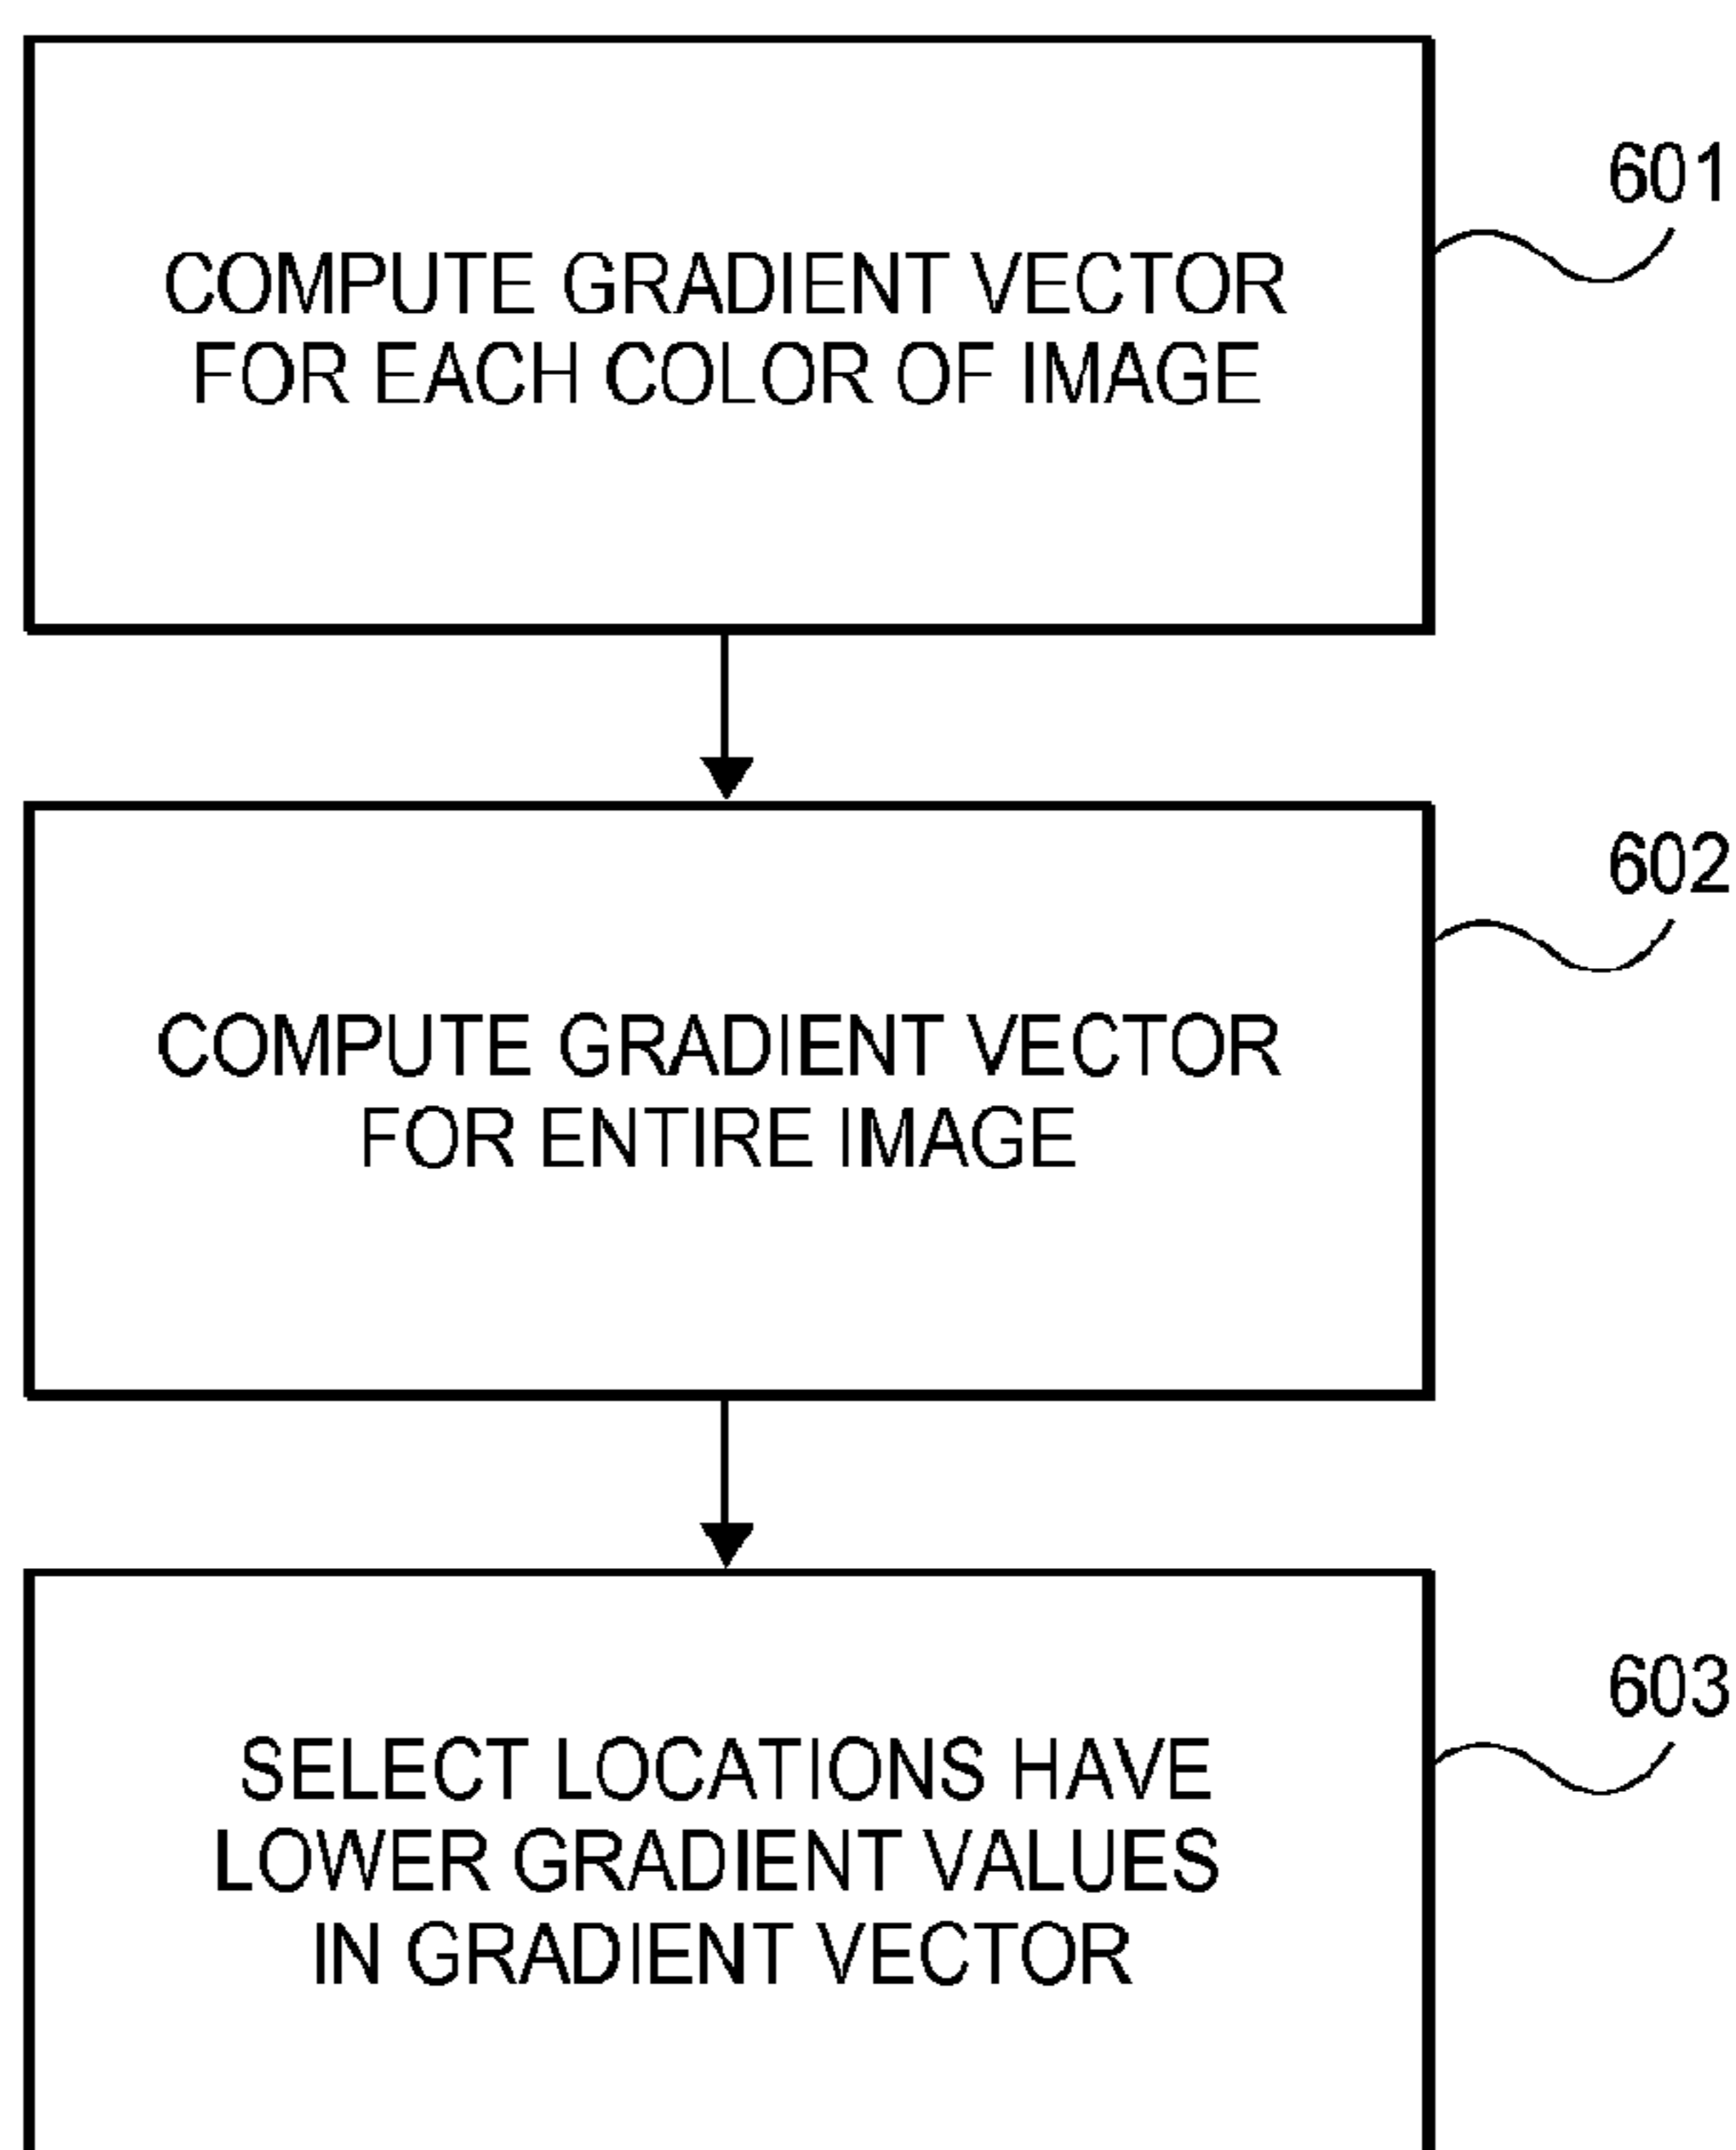 601
COMPUTE GRADIENT VECTOR
FOR EACH COLOR OF IMAGE
602
COMPUTE GRADIENT VECTOR
FOR ENTIRE IMAGE
603
SELECT LOCATIONS HAVE
LOWER GRADIENT VALUES
IN GRADIENT VECTOR